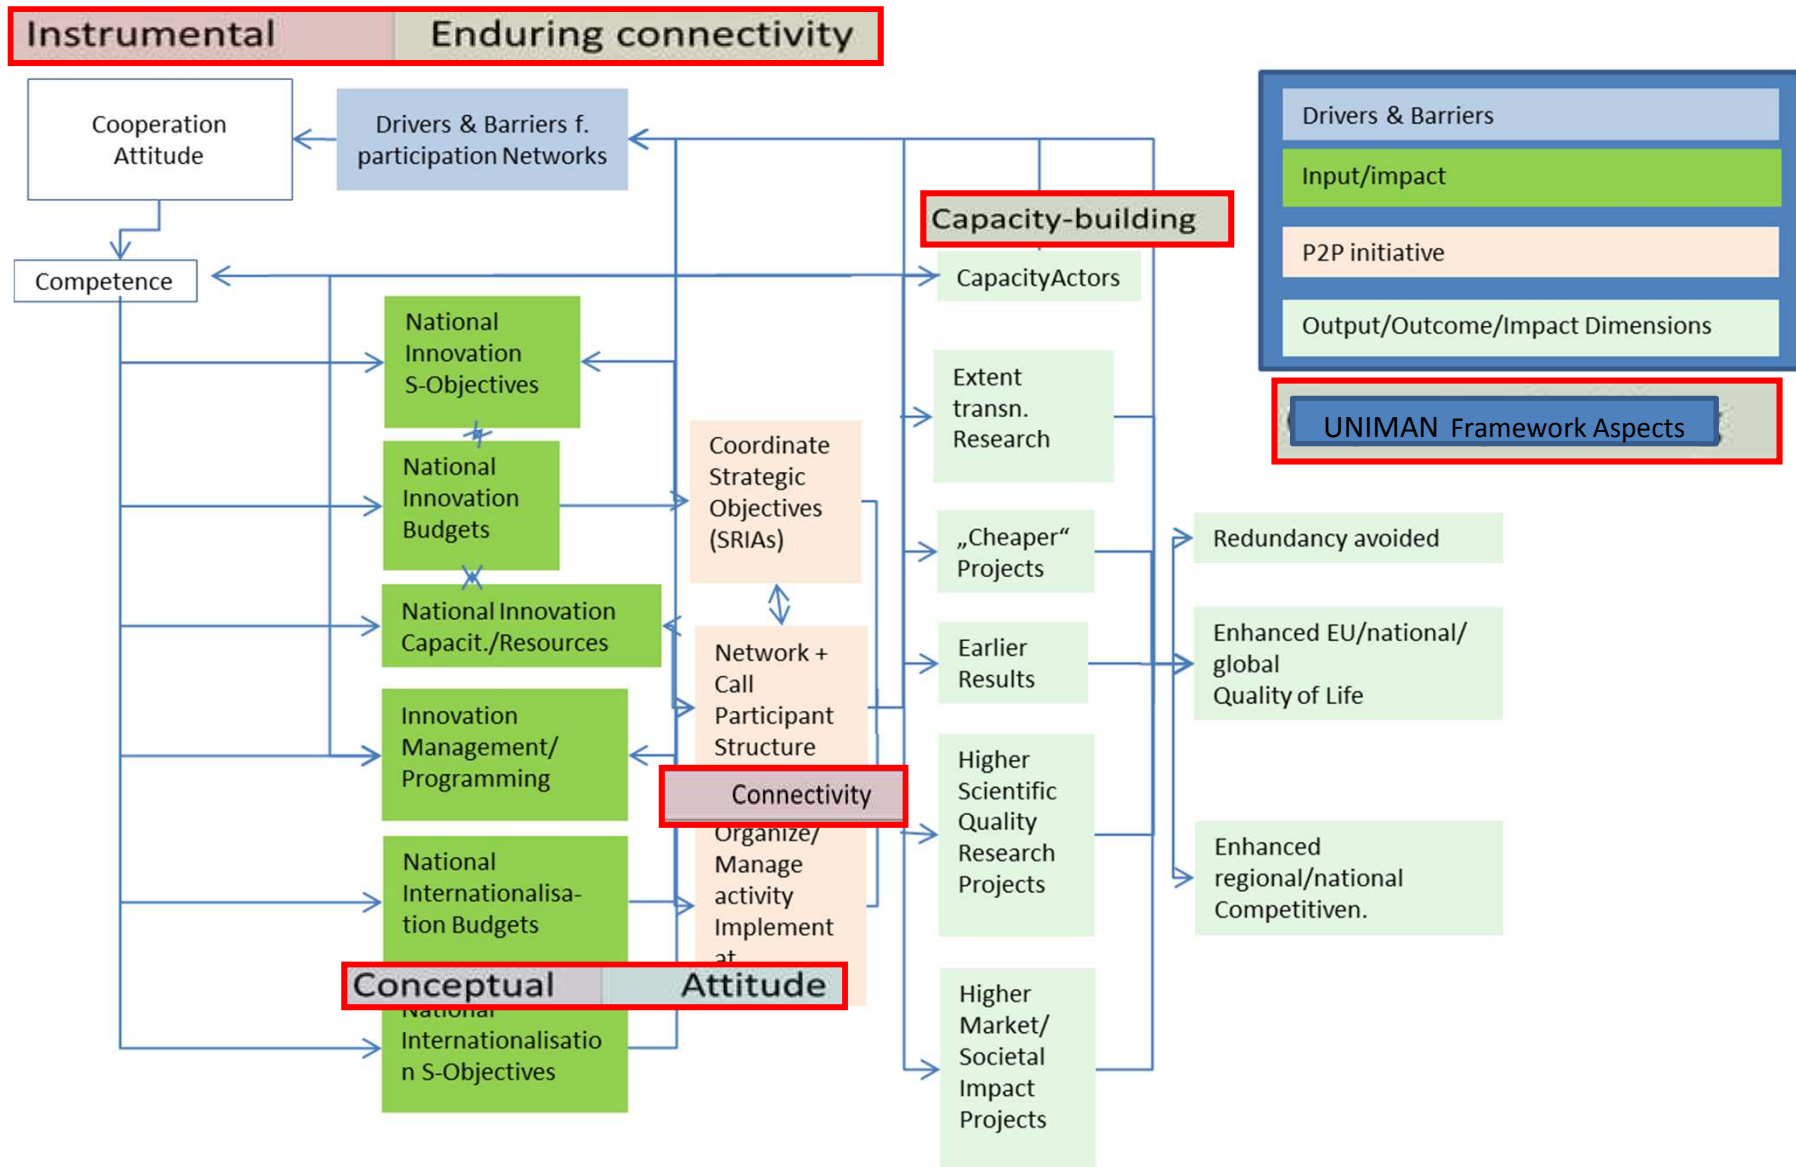 Instrumental
Enduring connectivity
Cooperation
Attitude
Drivers & Barriers f.
participation Networks
Drivers & Barriers
Input/impact
P2P initiative
Output/Outcome/Impact Dimensions
UNIMAN Framework Aspects
Capacity-building
Competence
CapacityActors
National
Innovation
S-Objectives
National
Innovation
Budgets
National Innovation
Capacit./Resources
Innovation
Management/
Programming
National
Internationalisa-
tion Budgets
Conceptual
Attitude
National
Internationalisatio
n S-Objectives
Coordinate
Strategic
Objectives
(SRIAs)
Network +
Call
Participant
Structure
Connectivity
Organize/
Manage
activity
Implement
at
Extent
transn.
Research
„Cheaper“
Projects
Earlier
Results
Higher
Scientific
Quality
Research
Projects
Higher
Market/
Societal
Impact
Projects
Redundancy avoided
Enhanced EU/national/
global
Quality of Life
Enhanced
regional/national
Competitiven.